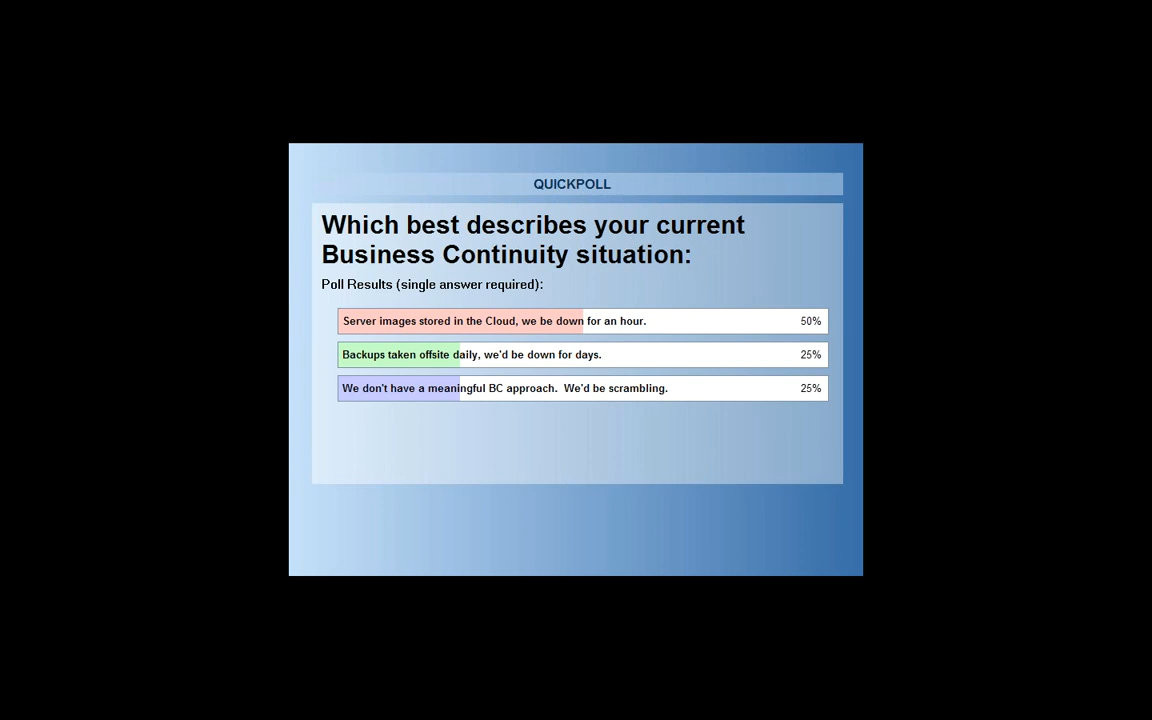 QUICKPOLL
Which best describes your current
Business Continuity situation:
Poll Results (single answer required):
Server images stored in the Cloud, we be down for an hour. 50%
Backups taken offsite daily, we'd be down for days. 25%
We don't have a meaningful BC approach.  We'd be scrambling. 25%